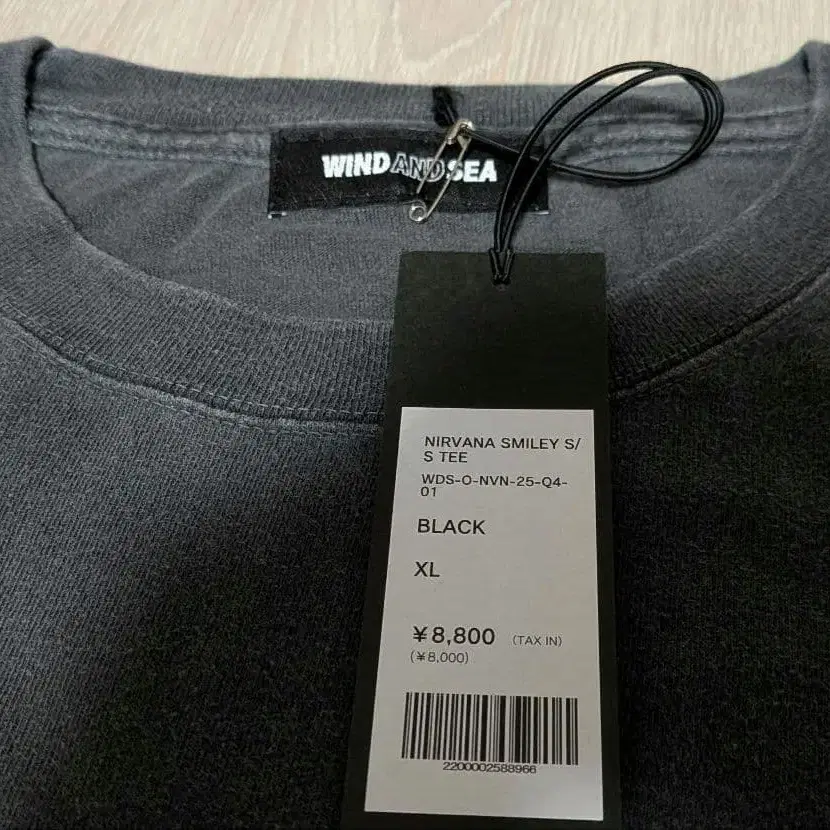 WIND AND SEA
NIRVANA SMILEY S/
S TEE
WDS-O-NVN-25-Q4-
01
BLACK
XL
¥8,800 (TAX IN)
(¥8,000)
2200002588966